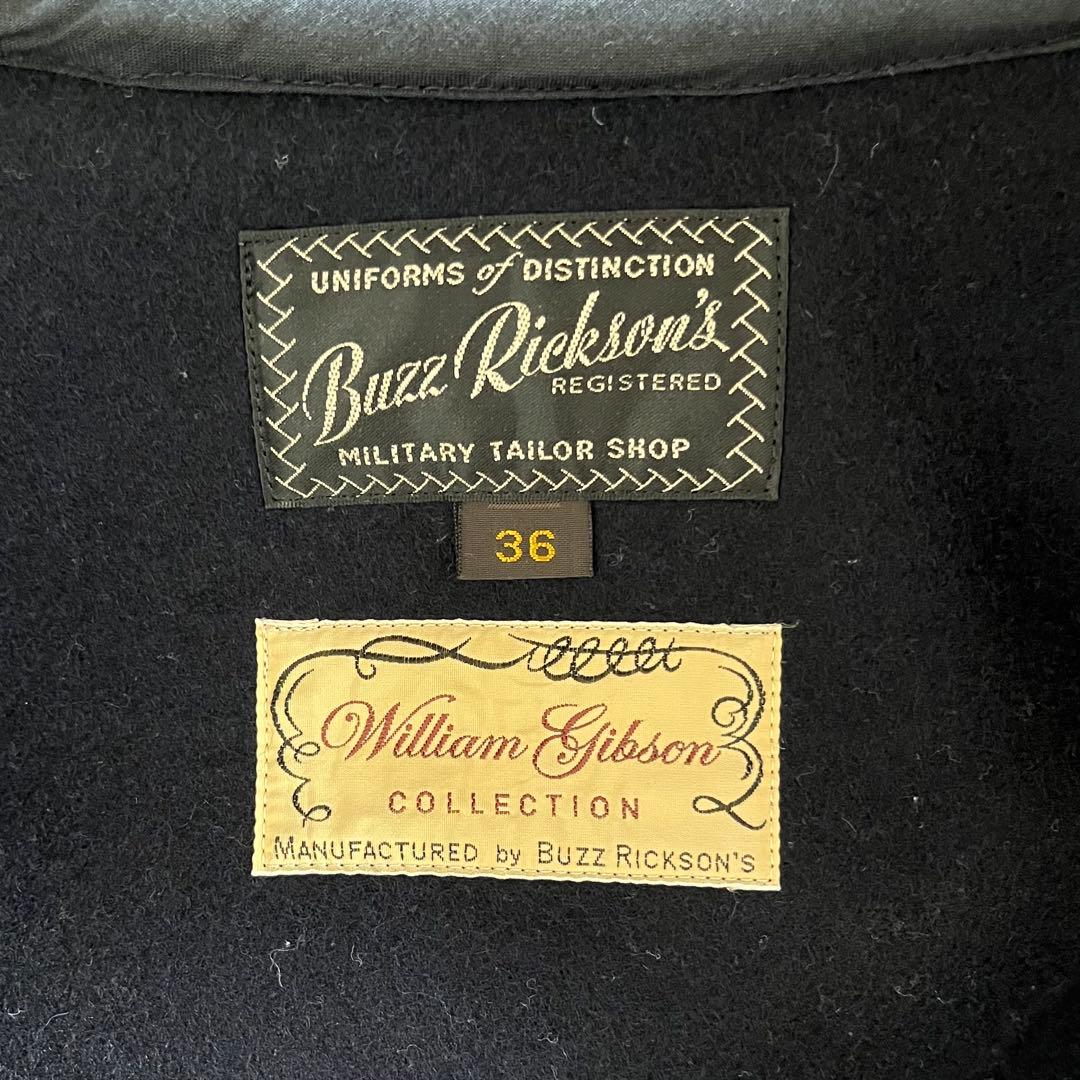 UNIFORMS of DISTINCTION
Buzz Rickson's
REGISTERED
MILITARY TAILOR SHOP
36
William Gibson
COLLECTION
MANUFACTURED by BUZZ RICKSON'S